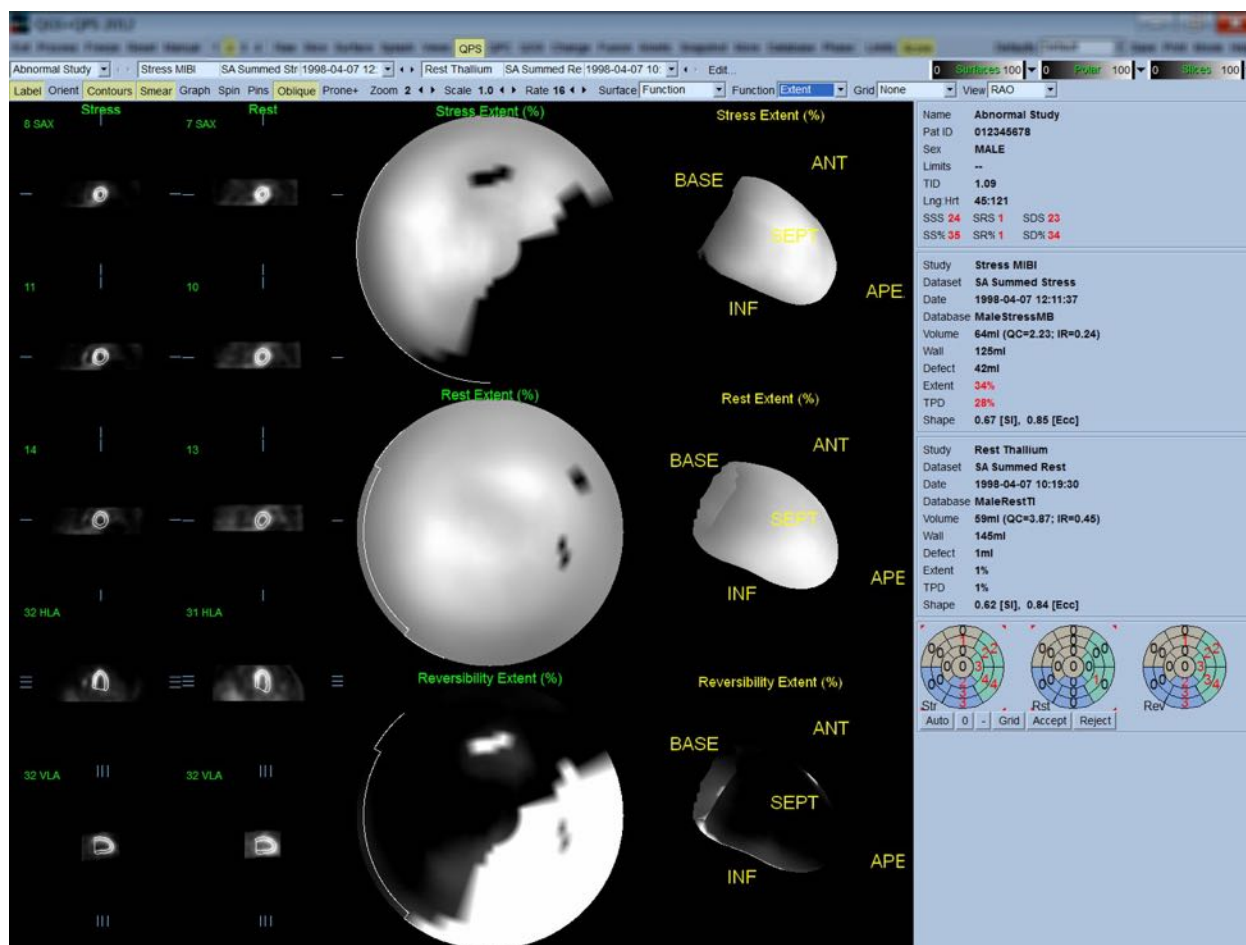 QPS
Abnormal Study Stress MIBI SA Summed Str 1998-04-07 12: Rest Thallium SA Summed Re 1998-04-07 10: Edit...
0 Surfaces 100 0 Polar 100 0 Slices 100
Label Orient Contours Smear Graph Spin Pins Oblique Prone+ Zoom 2 Scale 1.0 Rate 16 Surface Function Function Extent Grid None View RAO
Stress Rest
8 SAX 7 SAX
11 10
14 13
32 HLA 31 HLA
32 VLA 32 VLA
Stress Extent (%)
Rest Extent (%)
Reversibility Extent (%)
Stress Extent (%)
ANT
BASE
SEPT
APE
INF
Rest Extent (%)
ANT
BASE
SEPT
APE
INF
Reversibility Extent (%)
ANT
BASE
SEPT
APE
INF
Name Abnormal Study
Pat ID 012345678
Sex MALE
Limits --
TID 1.09
Lng Hrt 45:121
SSS 24 SRS 1 SDS 23
SS% 35 SR% 1 SD% 34
Study Stress MIBI
Dataset SA Summed Stress
Date 1998-04-07 12:11:37
Database MaleStressMB
Volume 64ml (QC=2.23; IR=0.24)
Wall 125ml
Defect 42ml
Extent 34%
TPD 28%
Shape 0.67 [SI], 0.85 [Ecc]
Study Rest Thallium
Dataset SA Summed Rest
Date 1998-04-07 10:19:30
Database MaleRestTl
Volume 59ml (QC=3.87; IR=0.45)
Wall 145ml
Defect 1ml
Extent 1%
TPD 1%
Shape 0.62 [SI], 0.84 [Ecc]
Str Rst Rev
Auto 0 - Grid Accept Reject